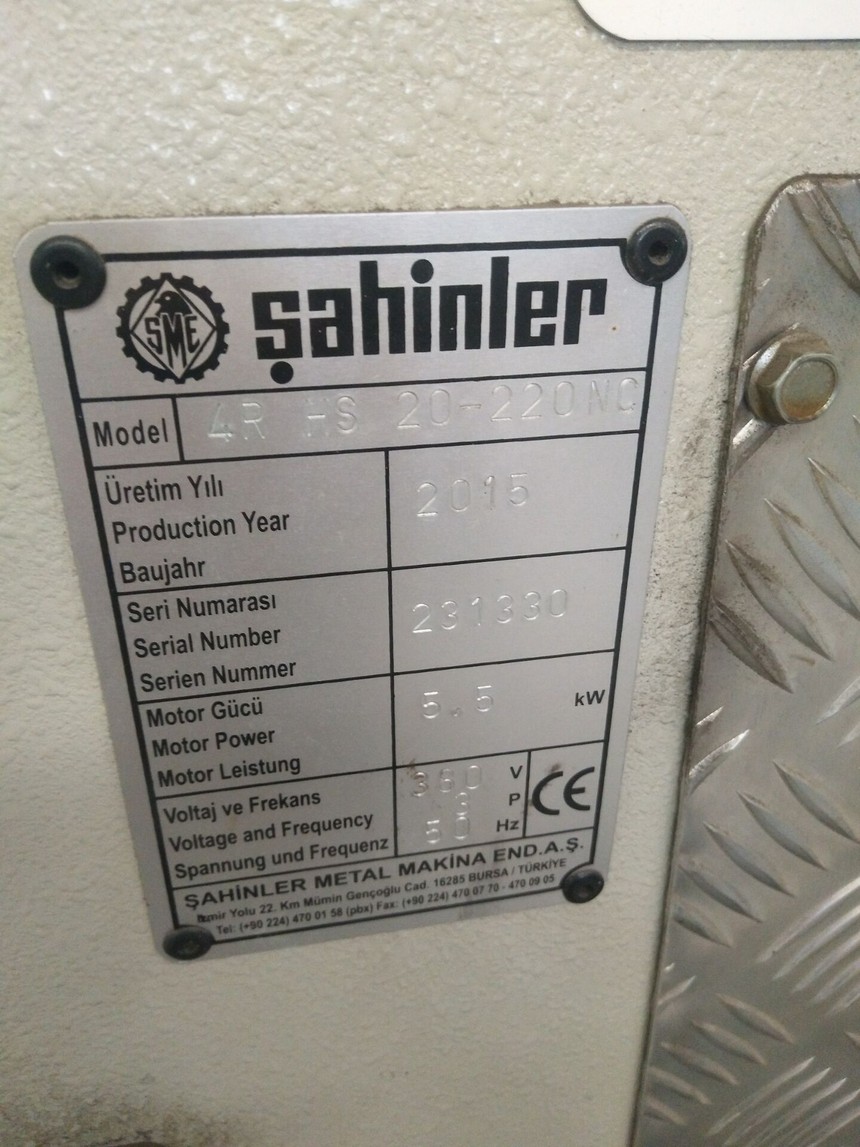 SME şahinler
Model 4R HS 20-220NC
Üretim Yılı
Production Year
Baujahr
2015
Seri Numarası
Serial Number
Serien Nummer
231330
Motor Gücü
Motor Power
Motor Leistung
5.5 kW
Voltaj ve Frekans
Voltage and Frequency
Spannung und Frequenz
380 V
3 P
50 Hz
CE
ŞAHİNLER METAL MAKİNA END.A.Ş.
İzmir Yolu 22. Km Mümin Gençoğlu Cad. 16285 BURSA / TÜRKİYE
Tel: (+90 224) 470 01 58 (pbx) Fax: (+90 224) 470 07 70 - 470 09 05